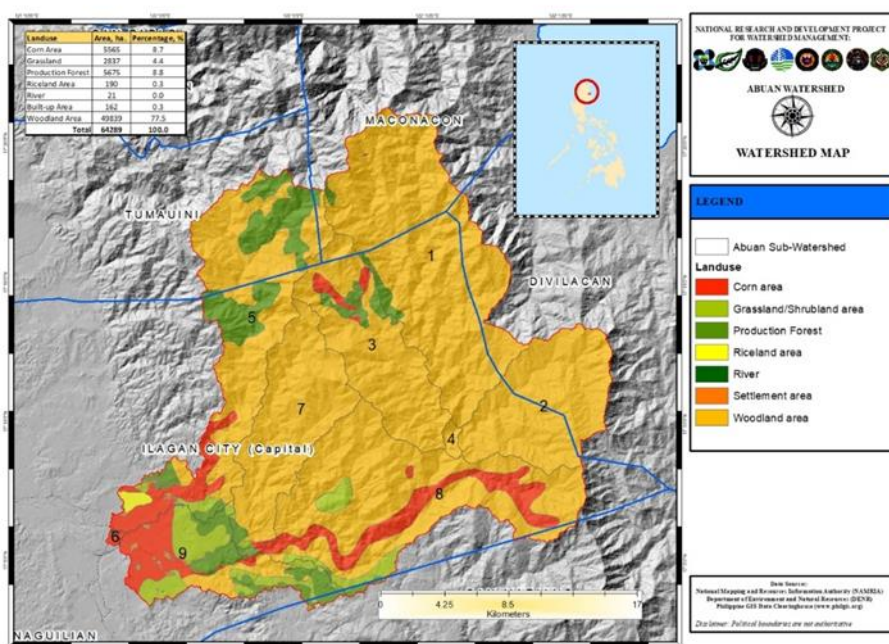 Landuse Area, ha. Percentage, %
Corn Area 5565 8.7
Grassland 2837 4.4
Production Forest 5675 8.8
Riceland Area 190 0.3
River 21 0.0
Built-up Area 162 0.3
Woodland Area 49839 77.5
Total 64289 100.0
MACONACON
TUMAUINI
1
DIVILACAN
5
3
7
2
ILAGAN CITY (Capital)
4
8
6
9
0 4.25 8.5 17
Kilometers
NAGUILIAN
NATIONAL RESEARCH AND DEVELOPMENT PROJECT
FOR WATERSHED MANAGEMENT:
ABUAN WATERSHED
WATERSHED MAP
LEGEND
Abuan Sub-Watershed
Landuse
Corn area
Grassland/Shrubland area
Production Forest
Riceland area
River
Settlement area
Woodland area
Data Source:
National Mapping and Resources Information Authority (NAMRIA)
Department of Environment and Natural Resources (DENR)
Philippine GIS Data Clearinghouse (www.philgis.org)
Disclaimer: Political boundaries are not authoritative